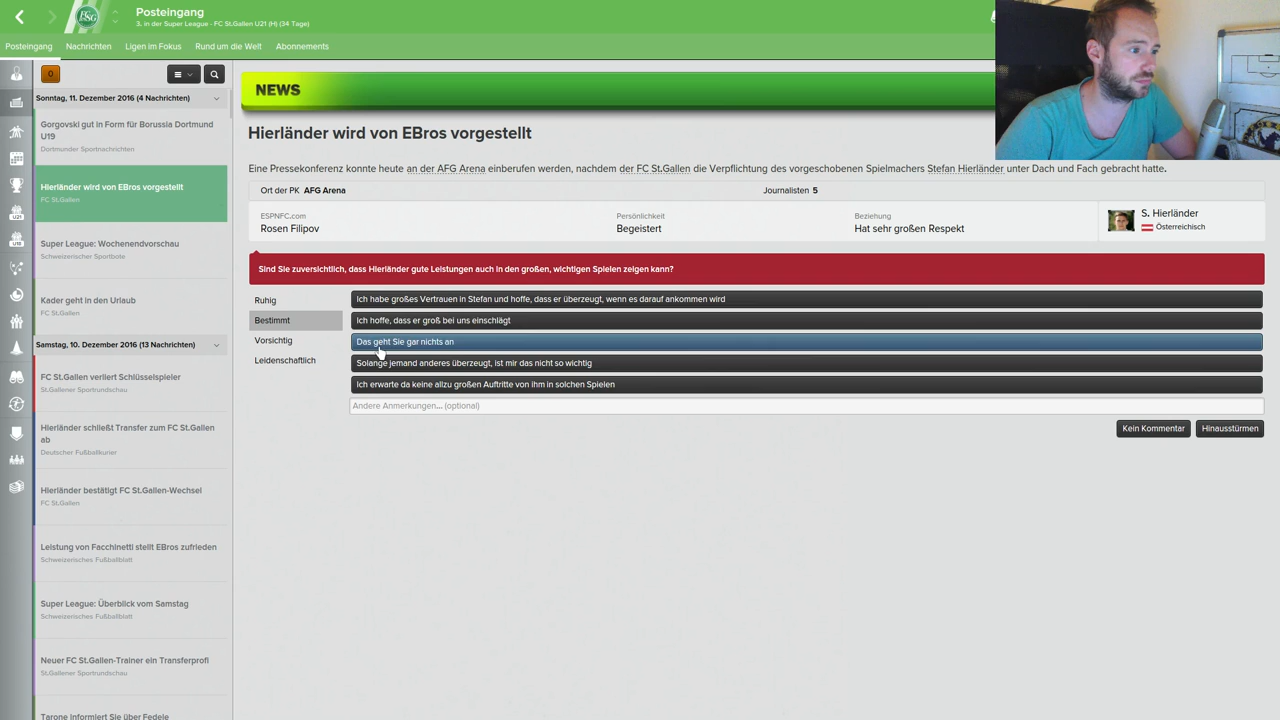 Posteingang
3. in der Super League - FC St.Gallen U21 (H) (34 Tage)
Posteingang Nachrichten Ligen im Fokus Rund um die Welt Abonnements
0
Sonntag, 11. Dezember 2016 (4 Nachrichten)
Gorgovski gut in Form für Borussia Dortmund
U19
Dortmunder Sportnachrichten
Hierländer wird von EBros vorgestellt
FC St.Gallen
Super League: Wochenendvorschau
Schweizerischer Sportbote
Kader geht in den Urlaub
FC St.Gallen
Samstag, 10. Dezember 2016 (13 Nachrichten)
FC St.Gallen verliert Schlüsselspieler
St.Gallener Sportrundschau
Hierländer schließt Transfer zum FC St.Gallen
ab
Deutscher Fußballkurier
Hierländer bestätigt FC St.Gallen-Wechsel
FC St.Gallen
Leistung von Facchinetti stellt EBros zufrieden
Schweizerisches Fußballblatt
Super League: Überblick vom Samstag
Schweizerisches Fußballblatt
Neuer FC St.Gallen-Trainer ein Transferprofi
St.Gallener Sportrundschau
Tarone informiert Sie über Fedele
U21
U18
NEWS
Hierländer wird von EBros vorgestellt
Eine Pressekonferenz konnte heute an der AFG Arena einberufen werden, nachdem der FC St.Gallen die Verpflichtung des vorgeschobenen Spielmachers Stefan Hierländer unter Dach und Fach gebracht hatte.
Ort der PK AFG Arena Journalisten 5
ESPNFC.com Persönlichkeit Beziehung S. Hierländer
Rosen Filipov Begeistert Hat sehr großen Respekt Österreichisch
Sind Sie zuversichtlich, dass Hierländer gute Leistungen auch in den großen, wichtigen Spielen zeigen kann?
Ruhig
Bestimmt
Vorsichtig
Leidenschaftlich
Ich habe großes Vertrauen in Stefan und hoffe, dass er überzeugt, wenn es darauf ankommen wird
Ich hoffe, dass er groß bei uns einschlägt
Das geht Sie gar nichts an
Solange jemand anderes überzeugt, ist mir das nicht so wichtig
Ich erwarte da keine allzu großen Auftritte von ihm in solchen Spielen
Andere Anmerkungen... (optional)
Kein Kommentar Hinausstürmen